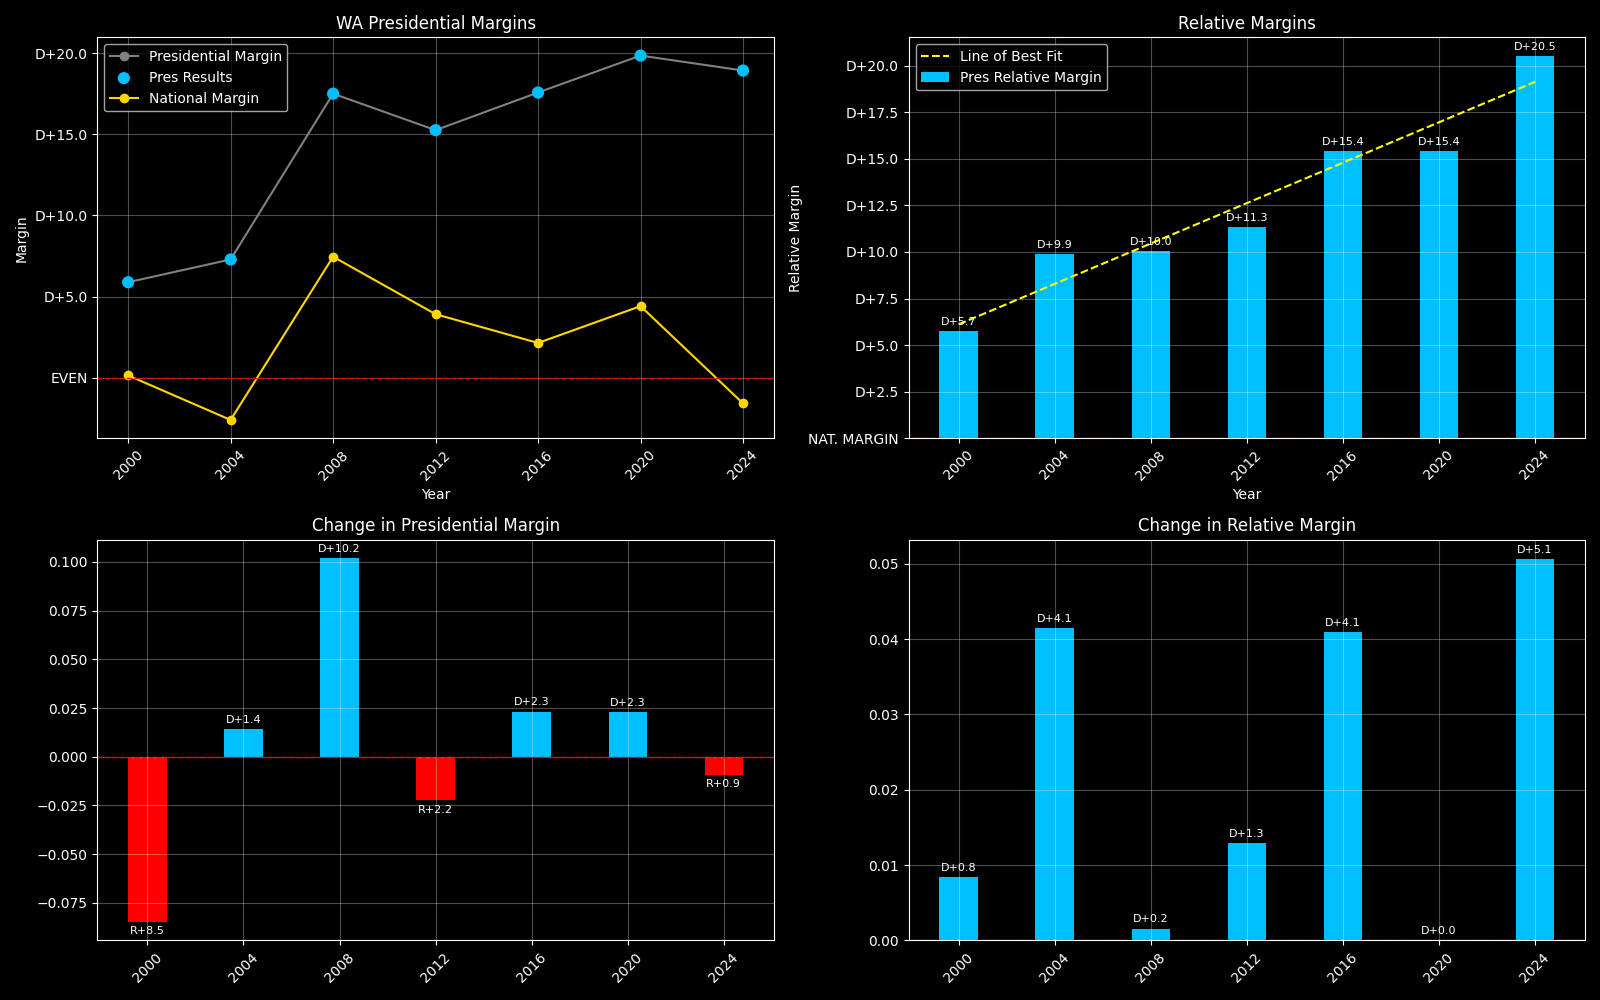 WA Presidential Margins
Presidential Margin
Pres Results
National Margin
D+20.0
D+15.0
D+10.0
D+5.0
EVEN
Margin
2000
2004
2008
2012
2016
2020
2024
Year
Relative Margins
Line of Best Fit
Pres Relative Margin
D+20.0
D+17.5
D+15.0
D+12.5
D+10.0
D+7.5
D+5.0
D+2.5
NAT. MARGIN
Relative Margin
D+5.7
D+9.9
D+10.0
D+11.3
D+15.4
D+15.4
D+20.5
2000
2004
2008
2012
2016
2020
2024
Year
Change in Presidential Margin
0.100
0.075
0.050
0.025
0.000
−0.025
−0.050
−0.075
R+8.5
D+1.4
D+10.2
R+2.2
D+2.3
D+2.3
R+0.9
2000
2004
2008
2012
2016
2020
2024
Change in Relative Margin
0.05
0.04
0.03
0.02
0.01
0.00
D+0.8
D+4.1
D+0.2
D+1.3
D+4.1
D+0.0
D+5.1
2000
2004
2008
2012
2016
2020
2024